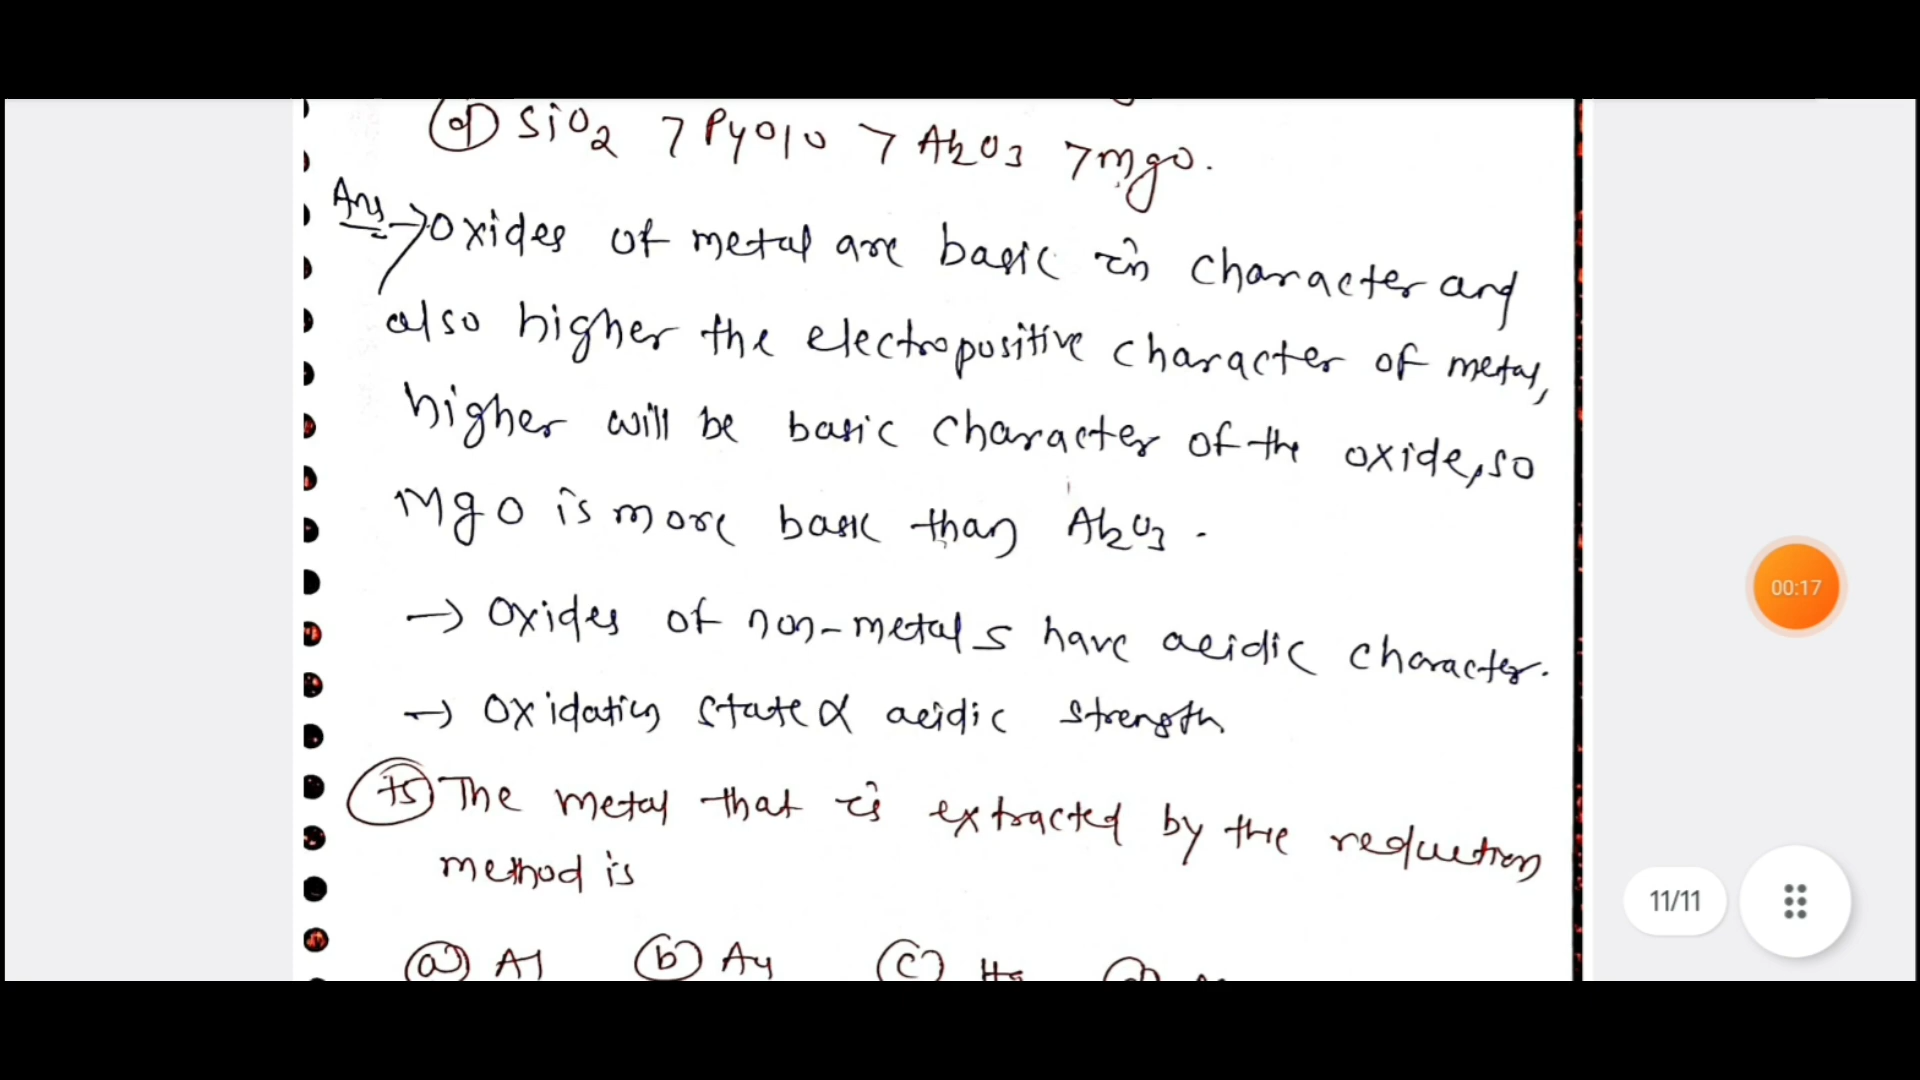 (d) SiO2 > P4O10 > Al2O3 > MgO.
Ans → Oxides of metal are basic in character and
also higher the electropositive character of metal,
higher will be basic character of the oxide, so
MgO is more basic than Al2O3.
→ Oxides of non-metals have acidic character.
→ Oxidation state ∝ acidic strength
The metal that is extracted by the reduction
method is
(a) Al (b) Au (c)
00:17
11/11